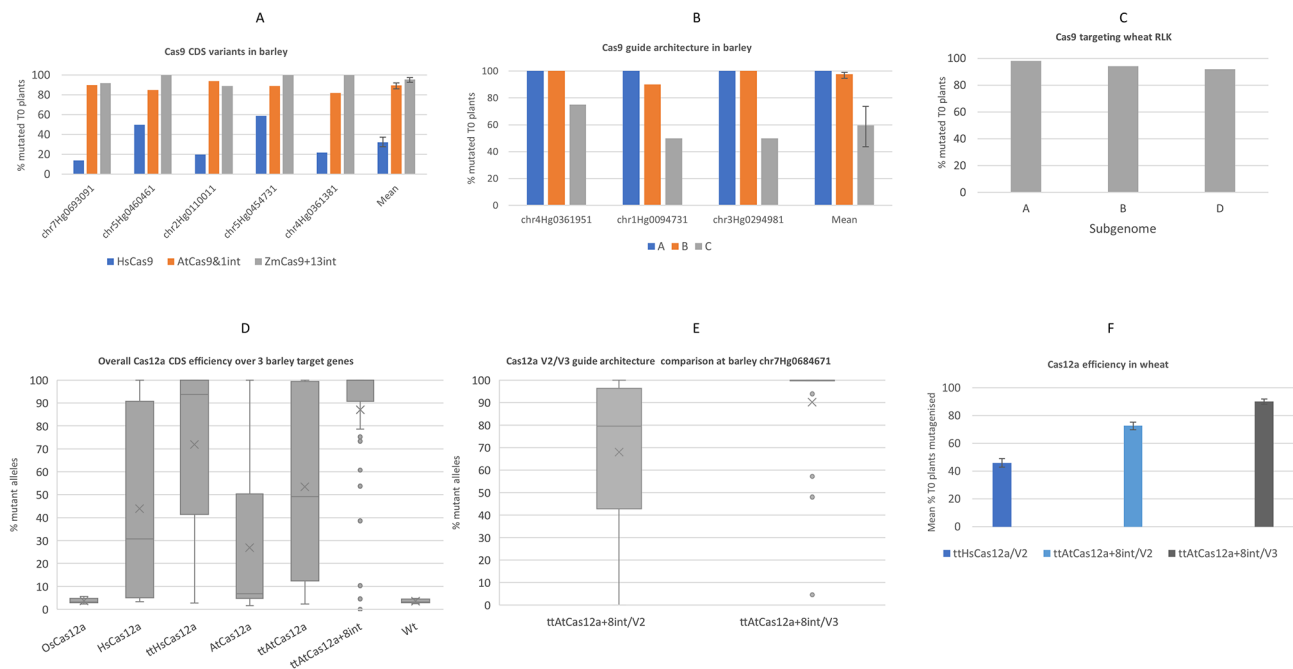 A
Cas9 CDS variants in barley
% mutated T0 plants
100
80
60
40
20
0
chr7Hg0693091
chr5Hg0460461
chr2Hg0110011
chr5Hg0454731
chr4Hg0361381
Mean
HsCas9 AtCas9&1int ZmCas9+13int
B
Cas9 guide architecture in barley
% mutated T0 plants
100
80
60
40
20
0
chr4Hg0361951 chr1Hg0094731 chr3Hg0294981 Mean
A B C
C
Cas9 targeting wheat RLK
% mutated T0 plants
100
80
60
40
20
0
A B D
Subgenome
D
Overall Cas12a CDS efficiency over 3 barley target genes
% mutant alleles
100
90
80
70
60
50
40
30
20
10
0
OsCas12a
HsCas12a
ttHsCas12a
AtCas12a
ttAtCas12a
ttAtCas12a+8int
Wt
E
Cas12a V2/V3 guide architecture comparison at barley chr7Hg0684671
% mutant alleles
100
90
80
70
60
50
40
30
20
10
0
ttAtCas12a+8int/V2 ttAtCas12a+8int/V3
F
Cas12a efficiency in wheat
Mean % T0 plants mutagenised
100
80
60
40
20
0
ttHsCas12a/V2 ttAtCas12a+8int/V2 ttAtCas12a+8int/V3